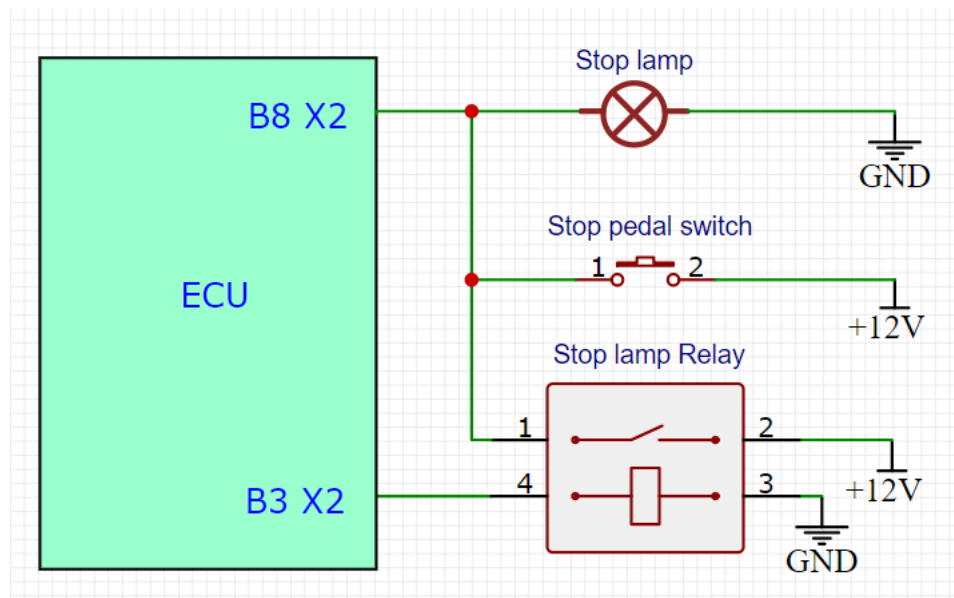 Stop lamp
B8 X2
GND
Stop pedal switch
1 2
ECU
+12V
Stop lamp Relay
1 2
4 3
+12V
B3 X2
GND